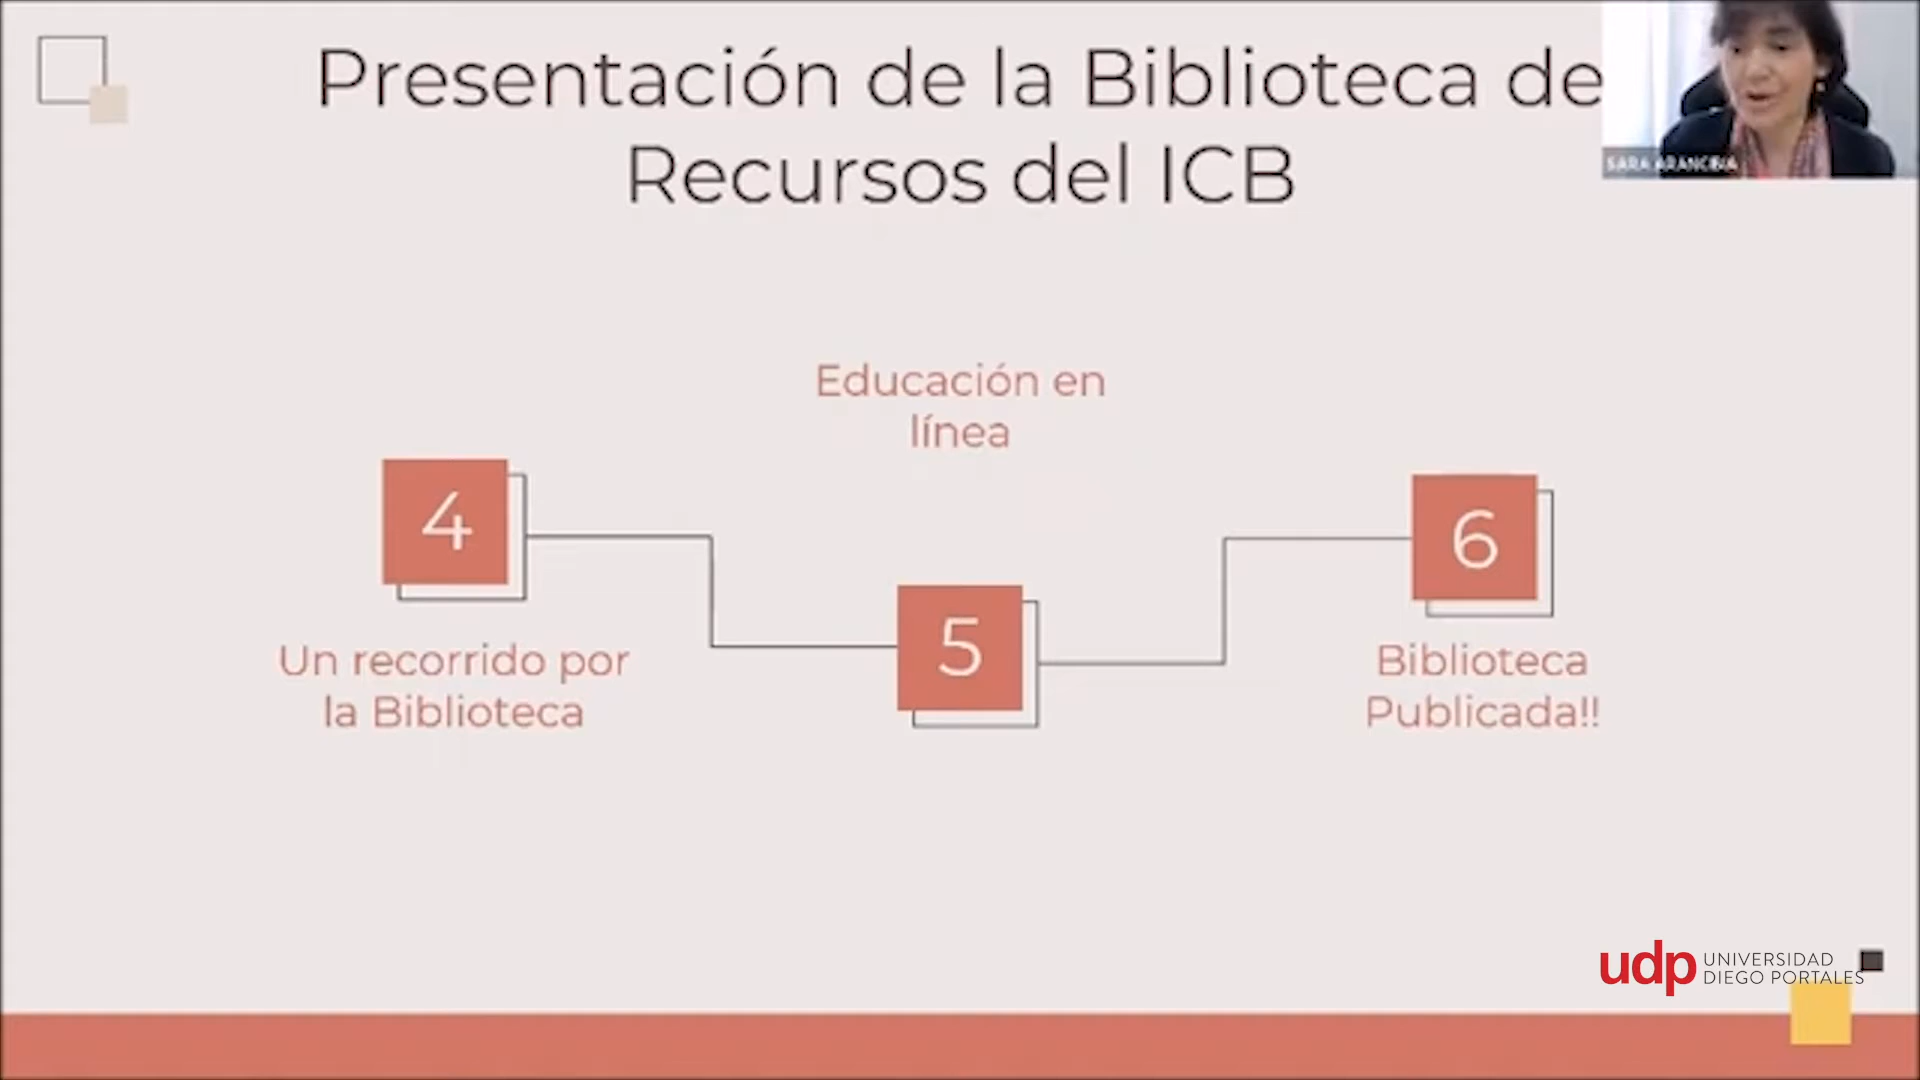 Presentación de la Biblioteca de
Recursos del ICB
SARA ARANCIBIA
Educación en
línea
4
5
6
Un recorrido por
la Biblioteca
Biblioteca
Publicada!!
udp UNIVERSIDAD
DIEGO PORTALES